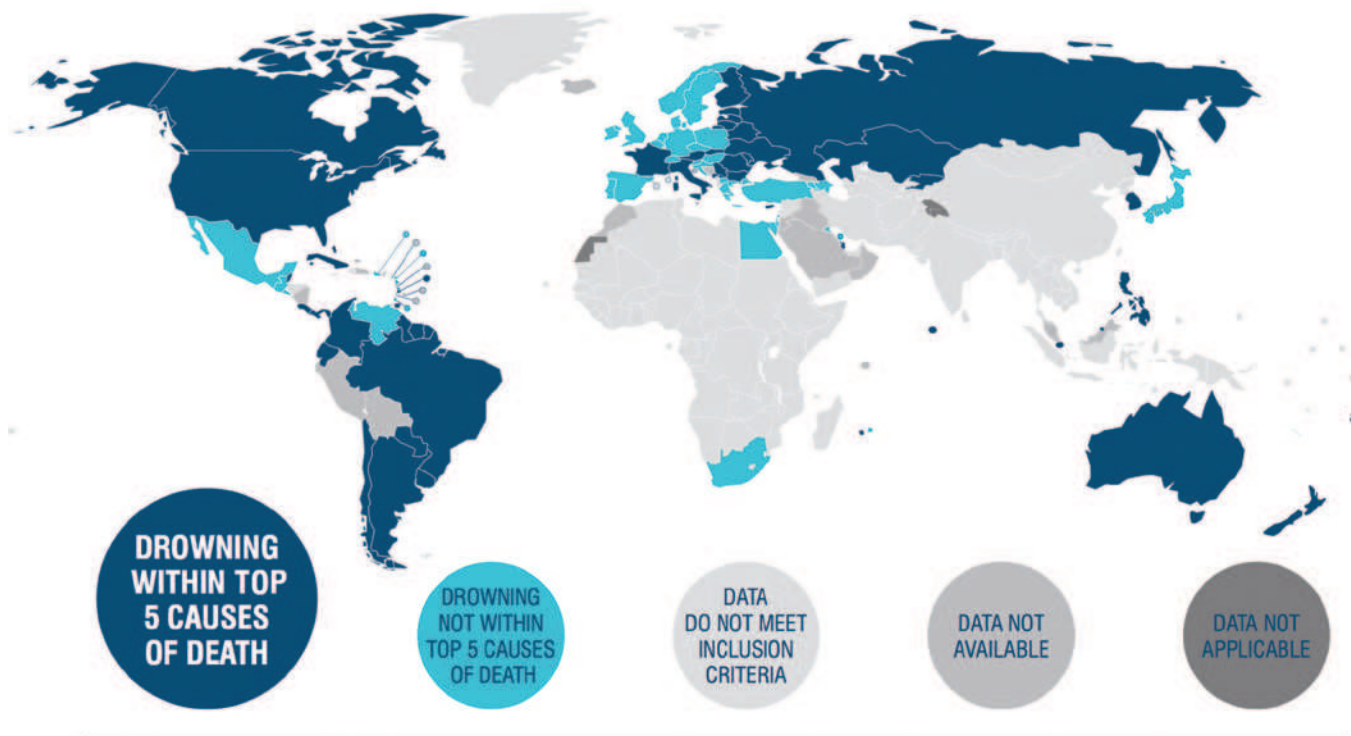 DROWNING
WITHIN TOP
5 CAUSES
OF DEATH
DROWNING
NOT WITHIN
TOP 5 CAUSES
OF DEATH
DATA
DO NOT MEET
INCLUSION
CRITERIA
DATA NOT
AVAILABLE
DATA NOT
APPLICABLE